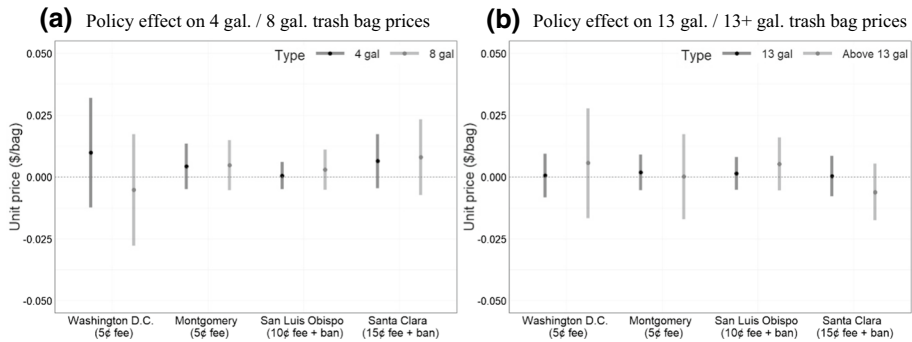 (a) Policy effect on 4 gal. / 8 gal. trash bag prices
Type 4 gal 8 gal
Unit price ($/bag)
0.050
0.025
0.000
-0.025
-0.050
Washington D.C. Montgomery San Luis Obispo Santa Clara
(5¢ fee) (5¢ fee) (10¢ fee + ban) (15¢ fee + ban)
(b) Policy effect on 13 gal. / 13+ gal. trash bag prices
Type 13 gal Above 13 gal
Unit price ($/bag)
0.050
0.025
0.000
-0.025
-0.050
Washington D.C. Montgomery San Luis Obispo Santa Clara
(5¢ fee) (5¢ fee) (10¢ fee + ban) (15¢ fee + ban)